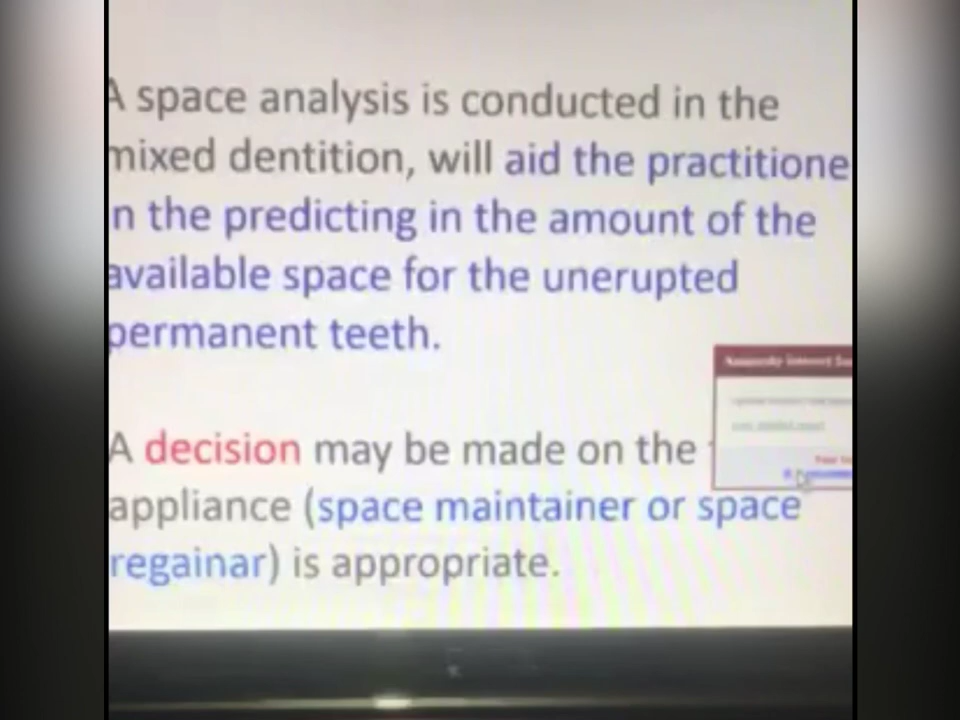 A space analysis is conducted in the
mixed dentition, will aid the practitione
in the predicting in the amount of the
available space for the unerupted
permanent teeth.
A decision may be made on the
appliance (space maintainer or space
regainar) is appropriate.